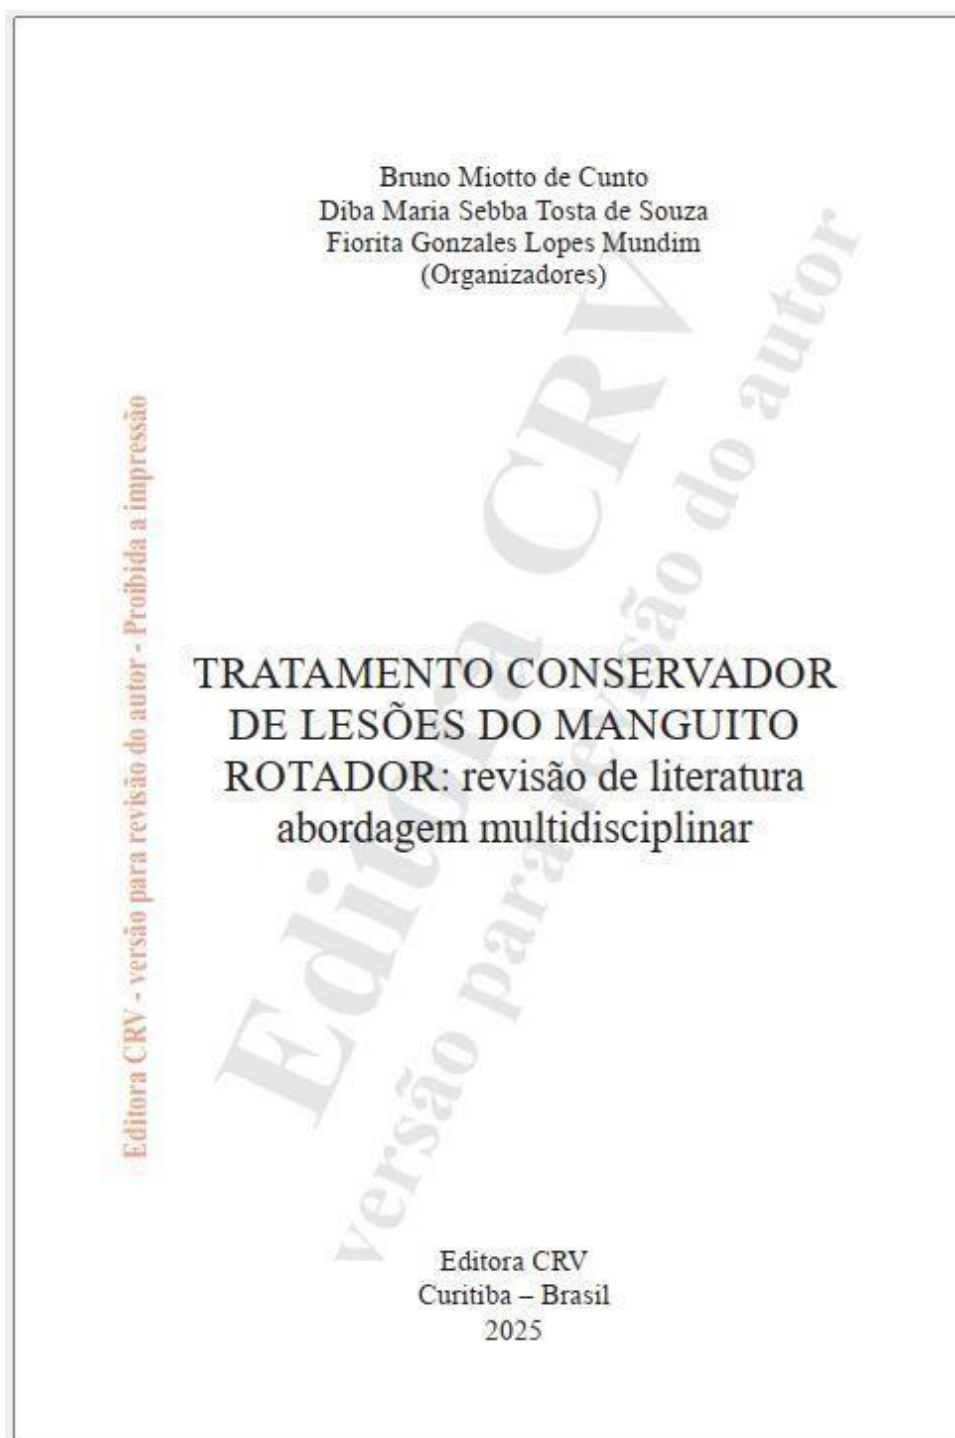 Bruno Miotto de Cunto
Diba Maria Sebba Tosta de Souza
Fiorita Gonzales Lopes Mundim
(Organizadores)
Editora CRV - versão para revisão do autor - Proibida a impressão
Editora CRV
versão para revisão do autor
TRATAMENTO CONSERVADOR
DE LESÕES DO MANGUITO
ROTADOR: revisão de literatura
abordagem multidisciplinar
Editora CRV
Curitiba – Brasil
2025